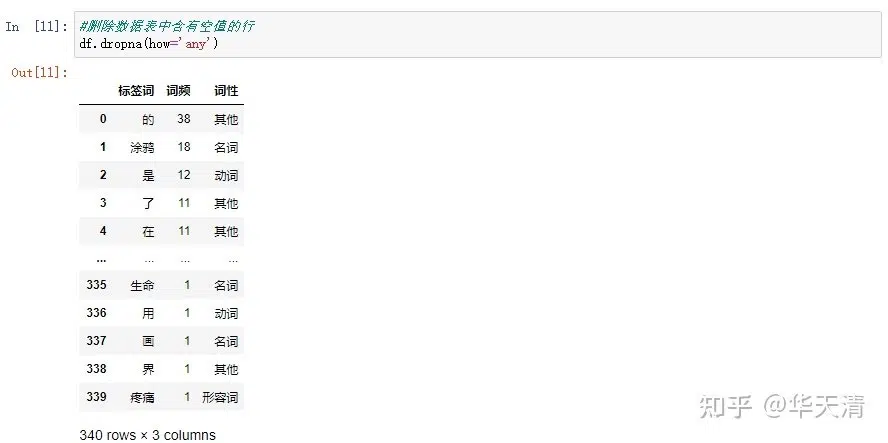 In [11]: #删除数据表中含有空值的行
df.dropna(how='any')
Out[11]:
标签词 词频 词性
0 的 38 其他
1 涂鸦 18 名词
2 是 12 动词
3 了 11 其他
4 在 11 其他
... ... ... ...
335 生命 1 名词
336 用 1 动词
337 画 1 名词
338 界 1 其他
339 疼痛 1 形容词
340 rows × 3 columns
知乎 @华天清